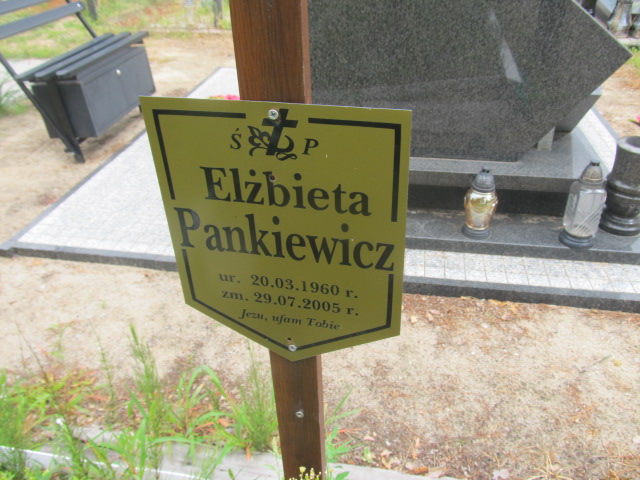 Ś P
Elżbieta
Pankiewicz
ur. 20.03.1960 r.
zm. 29.07.2005 r.
Jezu, ufam Tobie